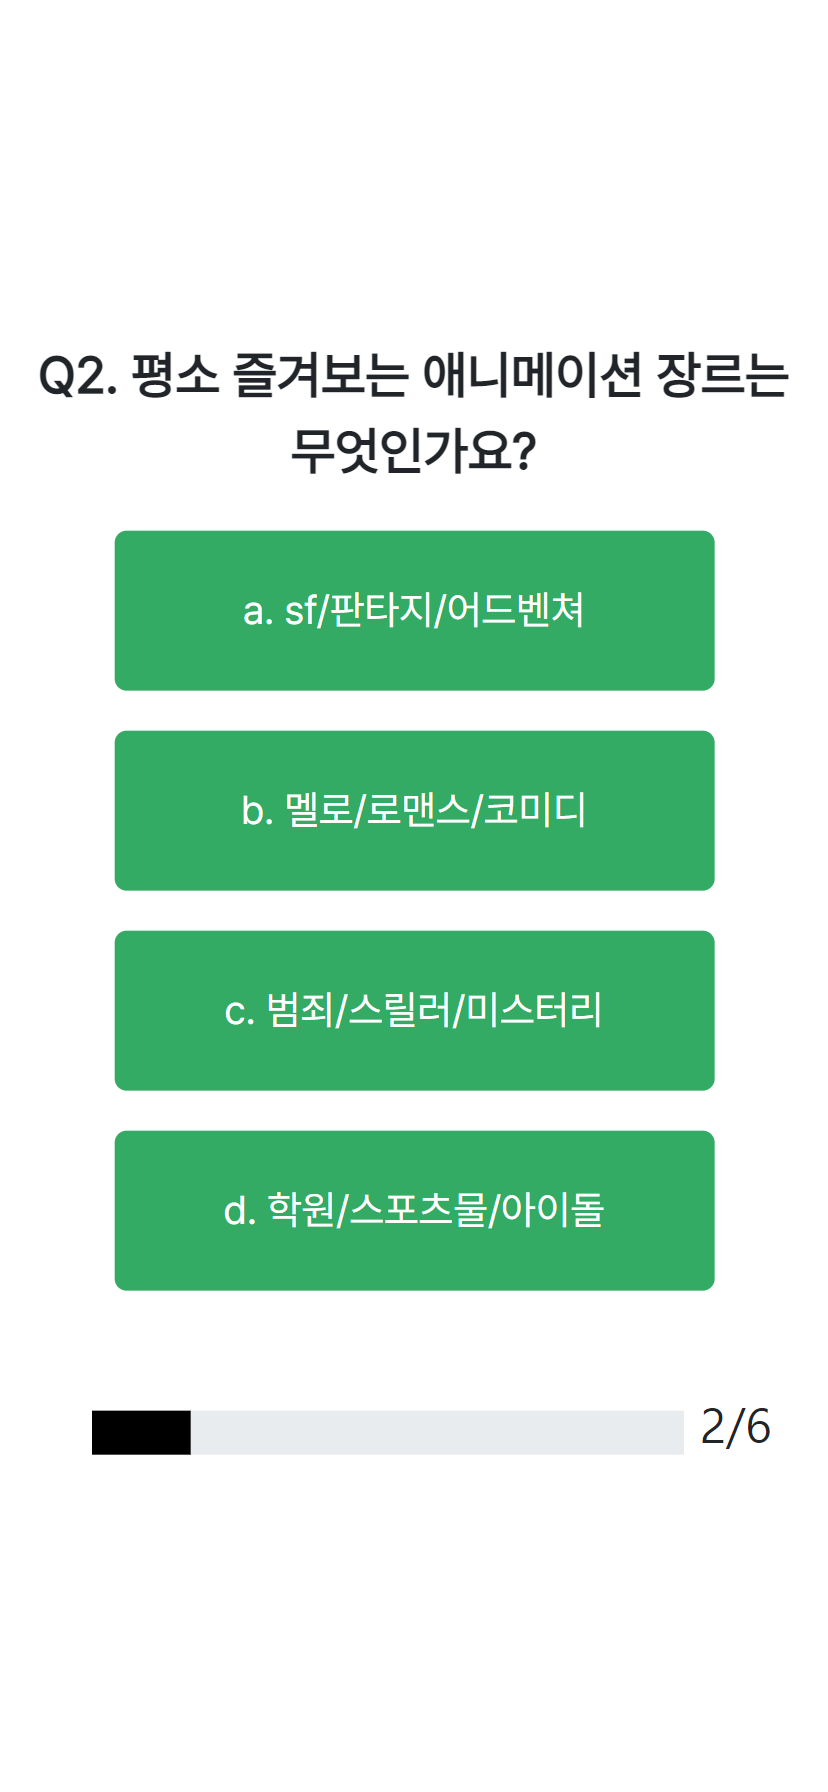 Q2. 평소 즐겨보는 애니메이션 장르는
무엇인가요?
a. sf/판타지/어드벤쳐
b. 멜로/로맨스/코미디
c. 범죄/스릴러/미스터리
d. 학원/스포츠물/아이돌
2/6